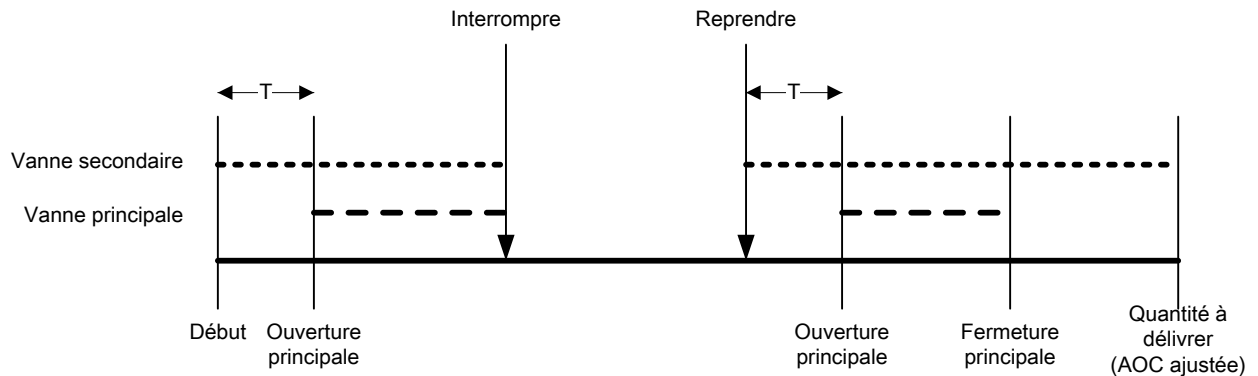 Interrompre
Reprendre
T
T
Vanne secondaire
Vanne principale
Début
Ouverture
principale
Ouverture
principale
Fermeture
principale
Quantité à
délivrer
(AOC ajustée)